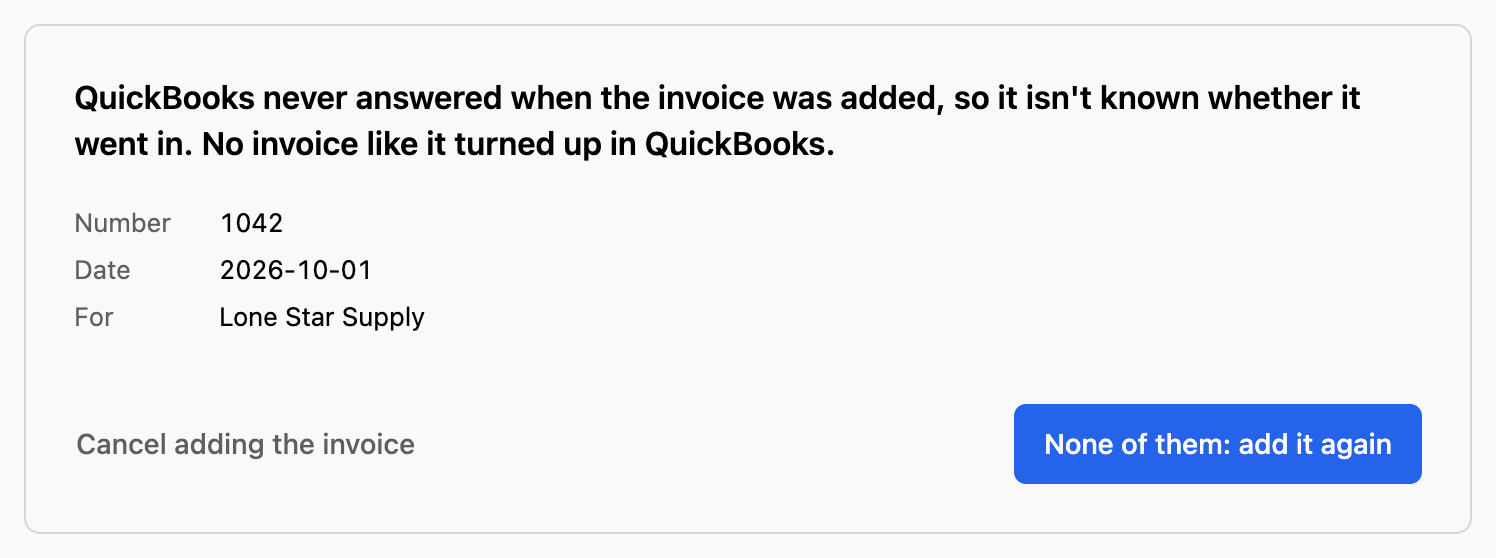 QuickBooks never answered when the invoice was added, so it isn't known whether it
went in. No invoice like it turned up in QuickBooks.
Number 1042
Date 2026-10-01
For Lone Star Supply
Cancel adding the invoice
None of them: add it again